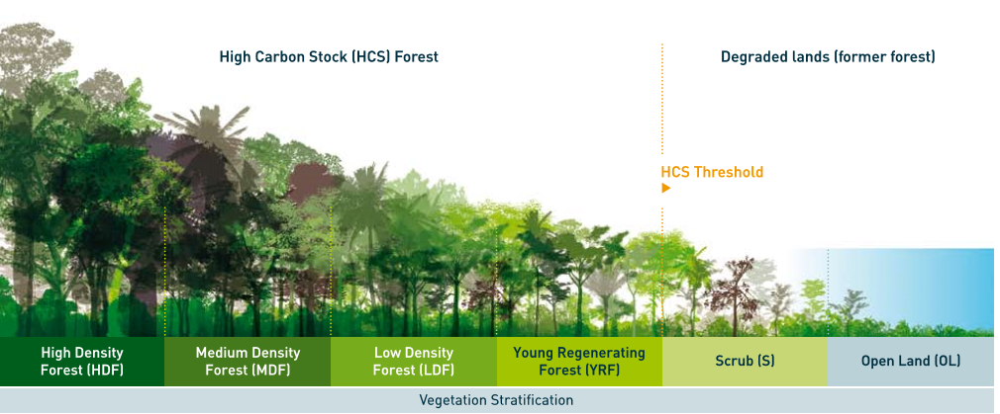 High Carbon Stock (HCS) Forest
Degraded lands (former forest)
HCS Threshold
High Density
Forest (HDF)
Medium Density
Forest (MDF)
Low Density
Forest (LDF)
Young Regenerating
Forest (YRF)
Scrub (S)
Open Land (OL)
Vegetation Stratification